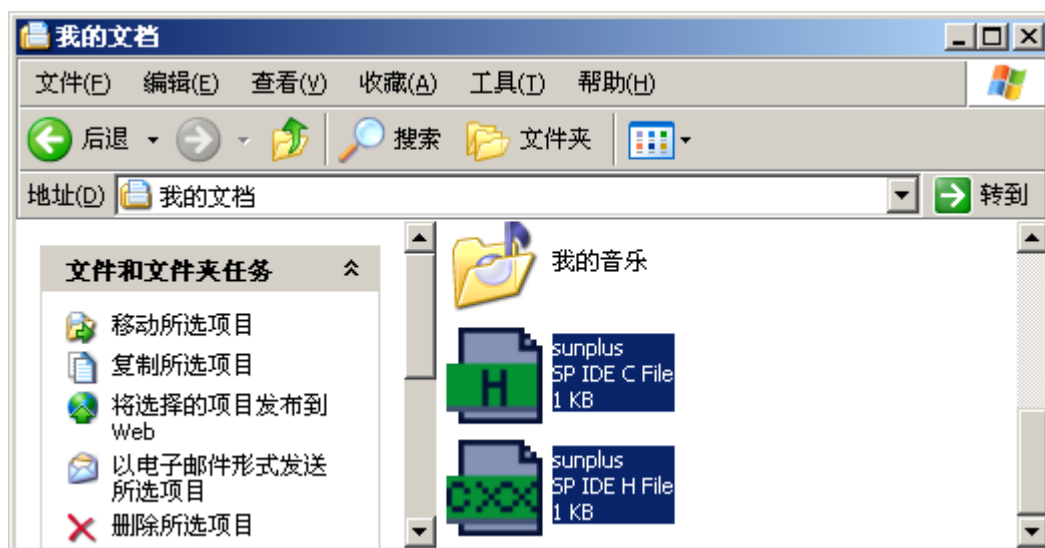 我的文档
文件(F) 编辑(E) 查看(V) 收藏(A) 工具(T) 帮助(H)
后退 搜索 文件夹
地址(D) 我的文档 转到
文件和文件夹任务
移动所选项目
复制所选项目
将选择的项目发布到
Web
以电子邮件形式发送
所选项目
删除所选项目
我的音乐
H
sunplus
SP IDE C File
1 KB
CXX
sunplus
SP IDE H File
1 KB